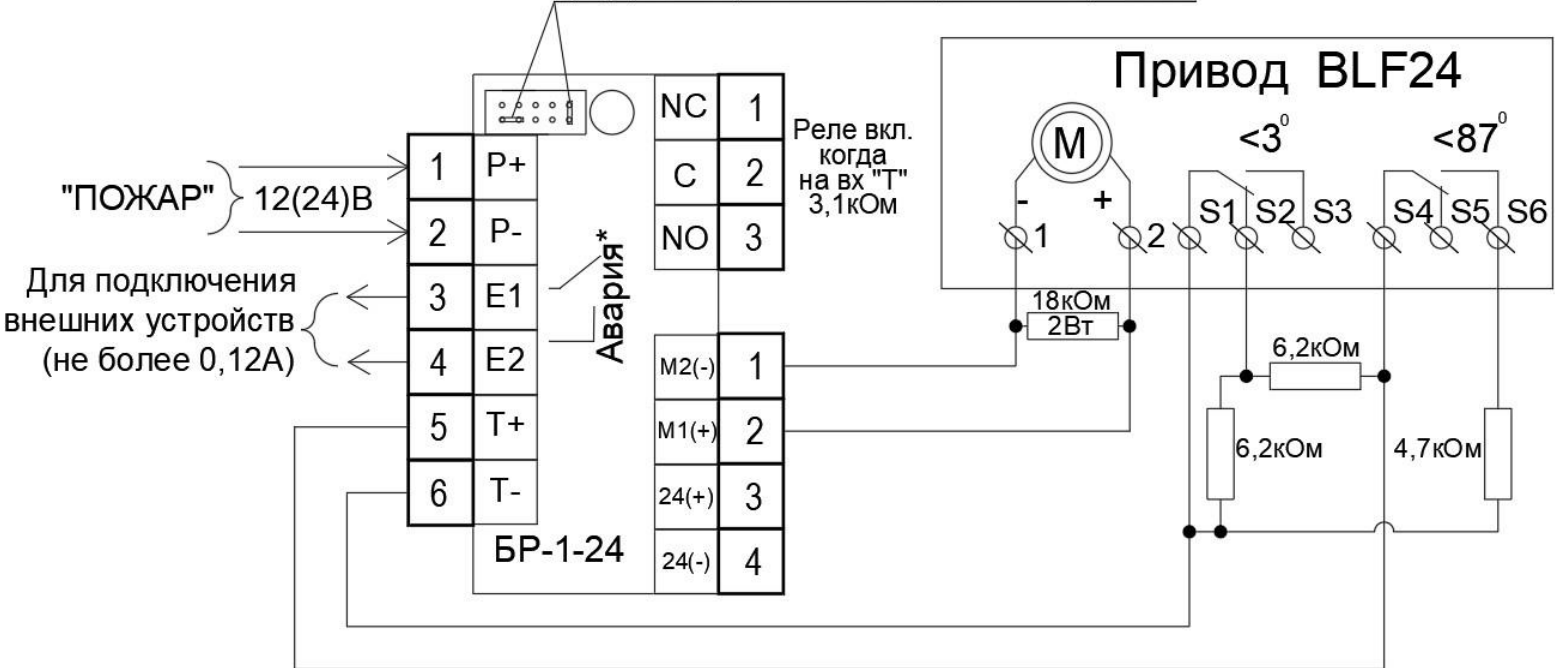 Привод BLF24
M
- +
<3⁰
<87⁰
1 2 S1 S2 S3 S4 S5 S6
18кОм
2Вт
6,2кОм
6,2кОм
4,7кОм
NC 1
C 2
NO 3
Реле вкл.
когда
на вх "Т"
3,1кОм
"ПОЖАР"
12(24)В
1 P+
2 P-
3 E1
4 E2
5 T+
6 T-
Для подключения
внешних устройств
(не более 0,12А)
Авария*
M2(-) 1
M1(+) 2
24(+) 3
24(-) 4
БР-1-24